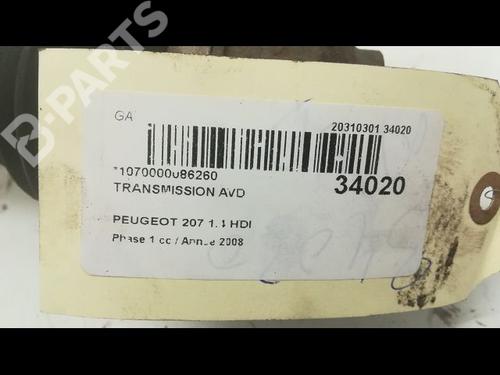 B-PARTS
GA
20310301 34020
*1070000086260
34020
TRANSMISSION AVD
PEUGEOT 207 1.4 HDI
Phase 1 cc / Année 2008